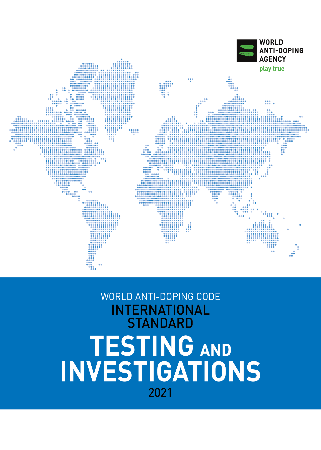 WORLD
ANTI-DOPING
AGENCY
play true
WORLD ANTI-DOPING CODE
INTERNATIONAL
STANDARD
TESTING AND
INVESTIGATIONS
2021